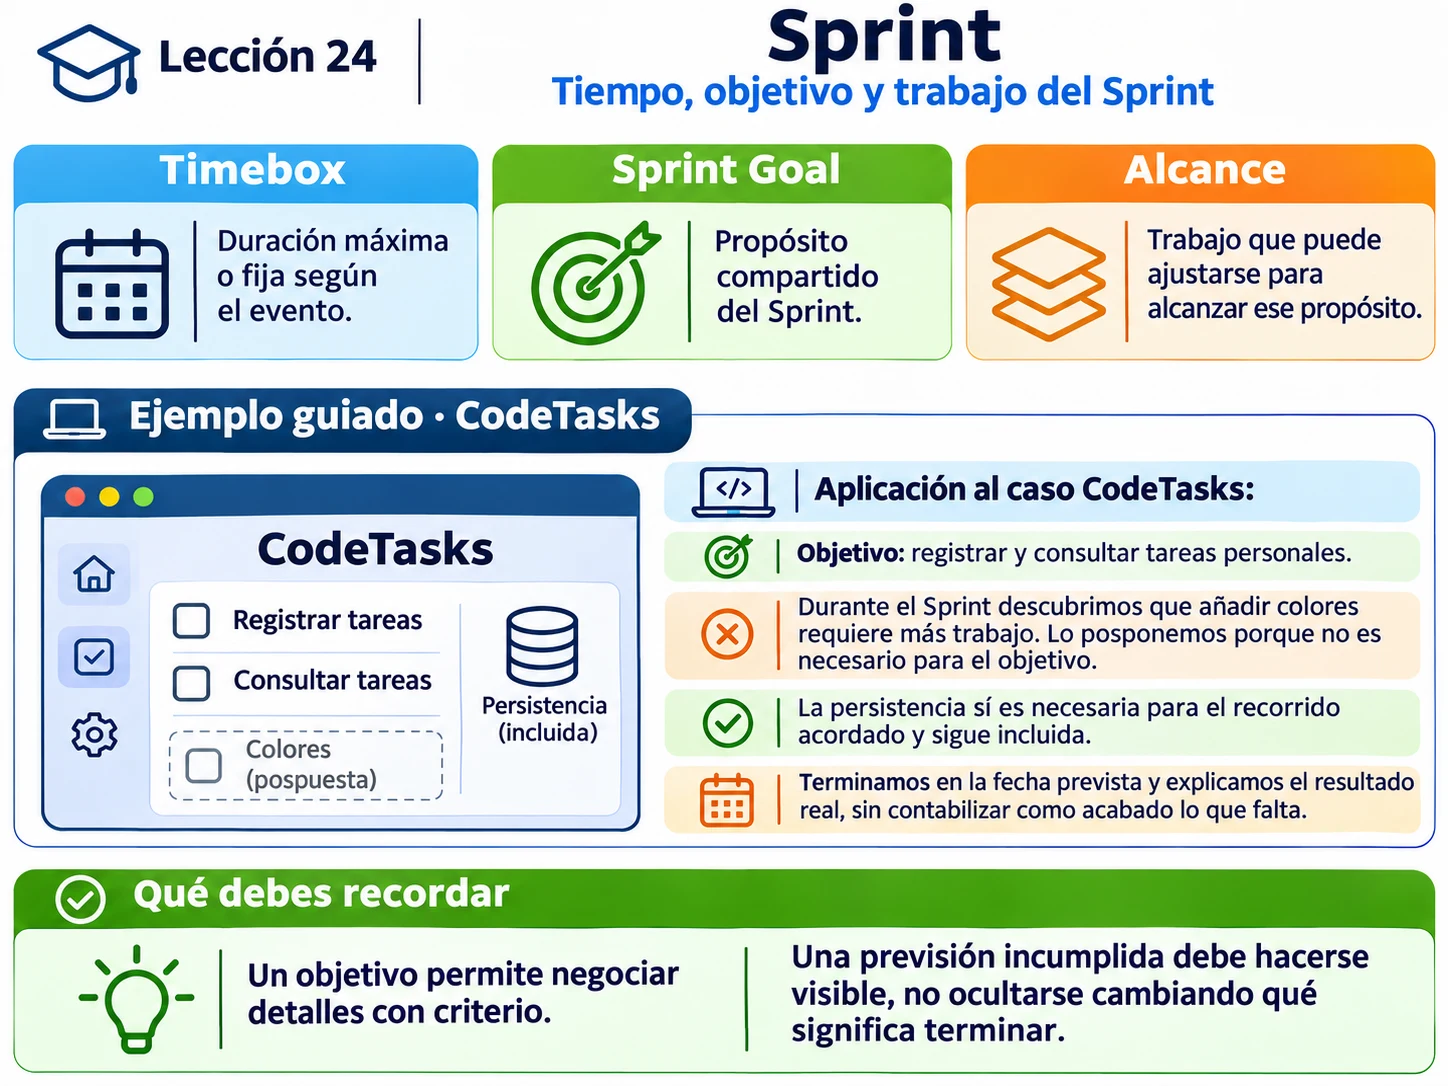 Lección 24
Sprint
Tiempo, objetivo y trabajo del Sprint
Timebox
Duración máxima
o fija según
el evento.
Sprint Goal
Propósito
compartido
del Sprint.
Alcance
Trabajo que puede
ajustarse para
alcanzar ese propósito.
Ejemplo guiado · CodeTasks
CodeTasks
Registrar tareas
Consultar tareas
Colores
(pospuesta)
Persistencia
(incluida)
</>
Aplicación al caso CodeTasks:
Objetivo: registrar y consultar tareas personales.
Durante el Sprint descubrimos que añadir colores
requiere más trabajo. Lo posponemos porque no es
necesario para el objetivo.
La persistencia sí es necesaria para el recorrido
acordado y sigue incluida.
Terminamos en la fecha prevista y explicamos el resultado
real, sin contabilizar como acabado lo que falta.
Qué debes recordar
Un objetivo permite negociar
detalles con criterio.
Una previsión incumplida debe hacerse
visible, no ocultarse cambiando qué
significa terminar.